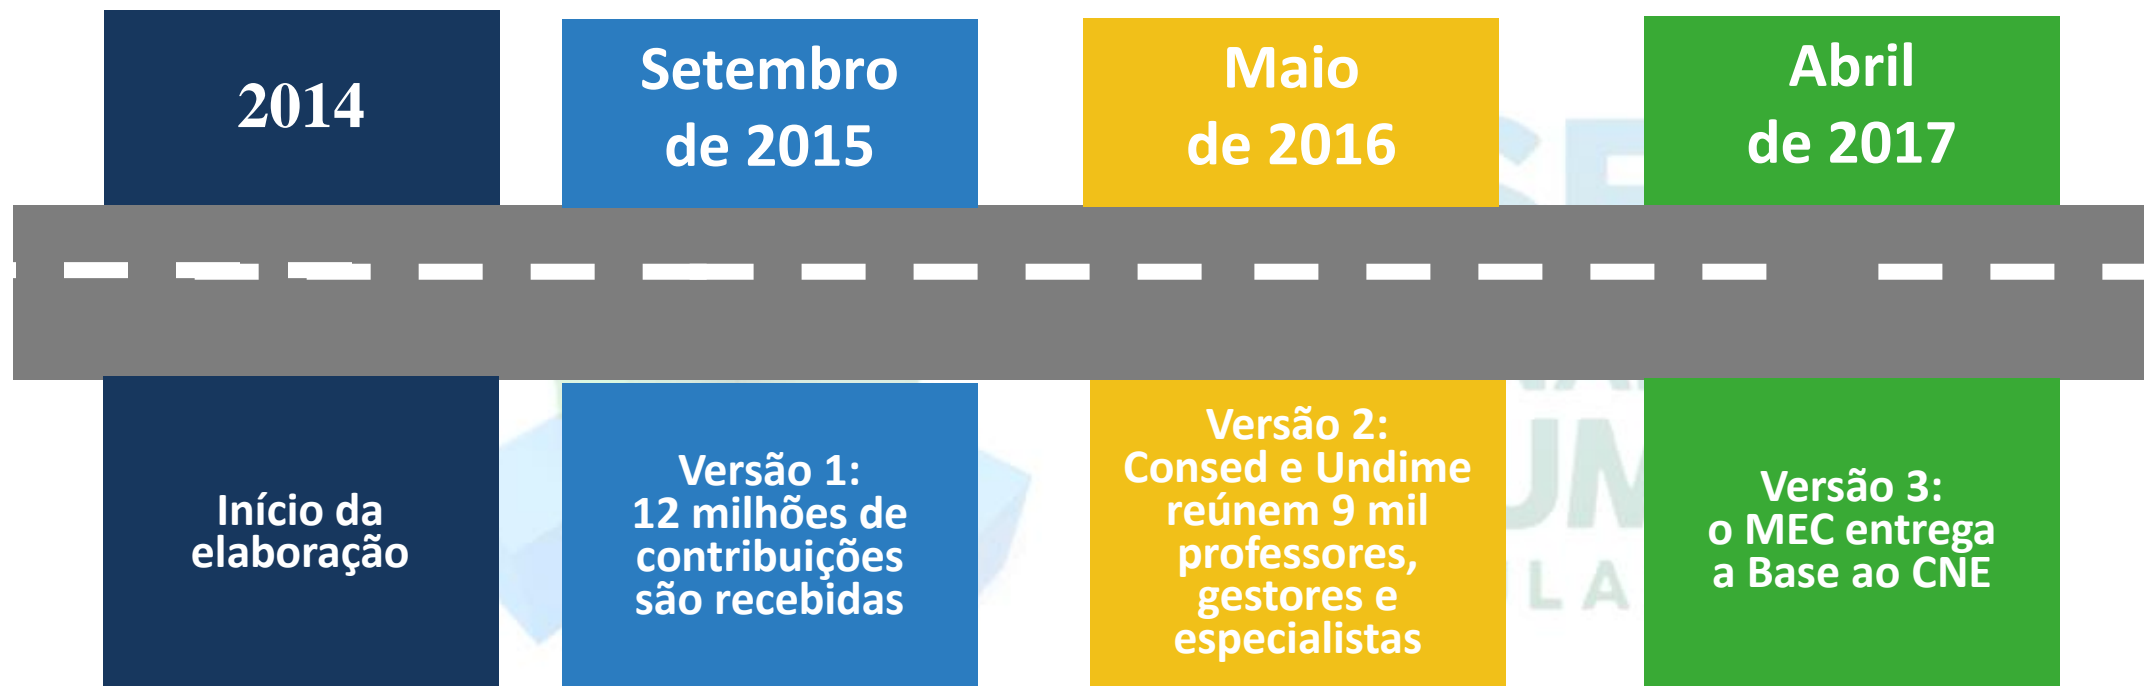 2014
Setembro
de 2015
Maio
de 2016
Abril
de 2017
Início da
elaboração
Versão 1:
12 milhões de
contribuições
são recebidas
Versão 2:
Consed e Undime
reúnem 9 mil
professores,
gestores e
especialistas
Versão 3:
o MEC entrega
a Base ao CNE